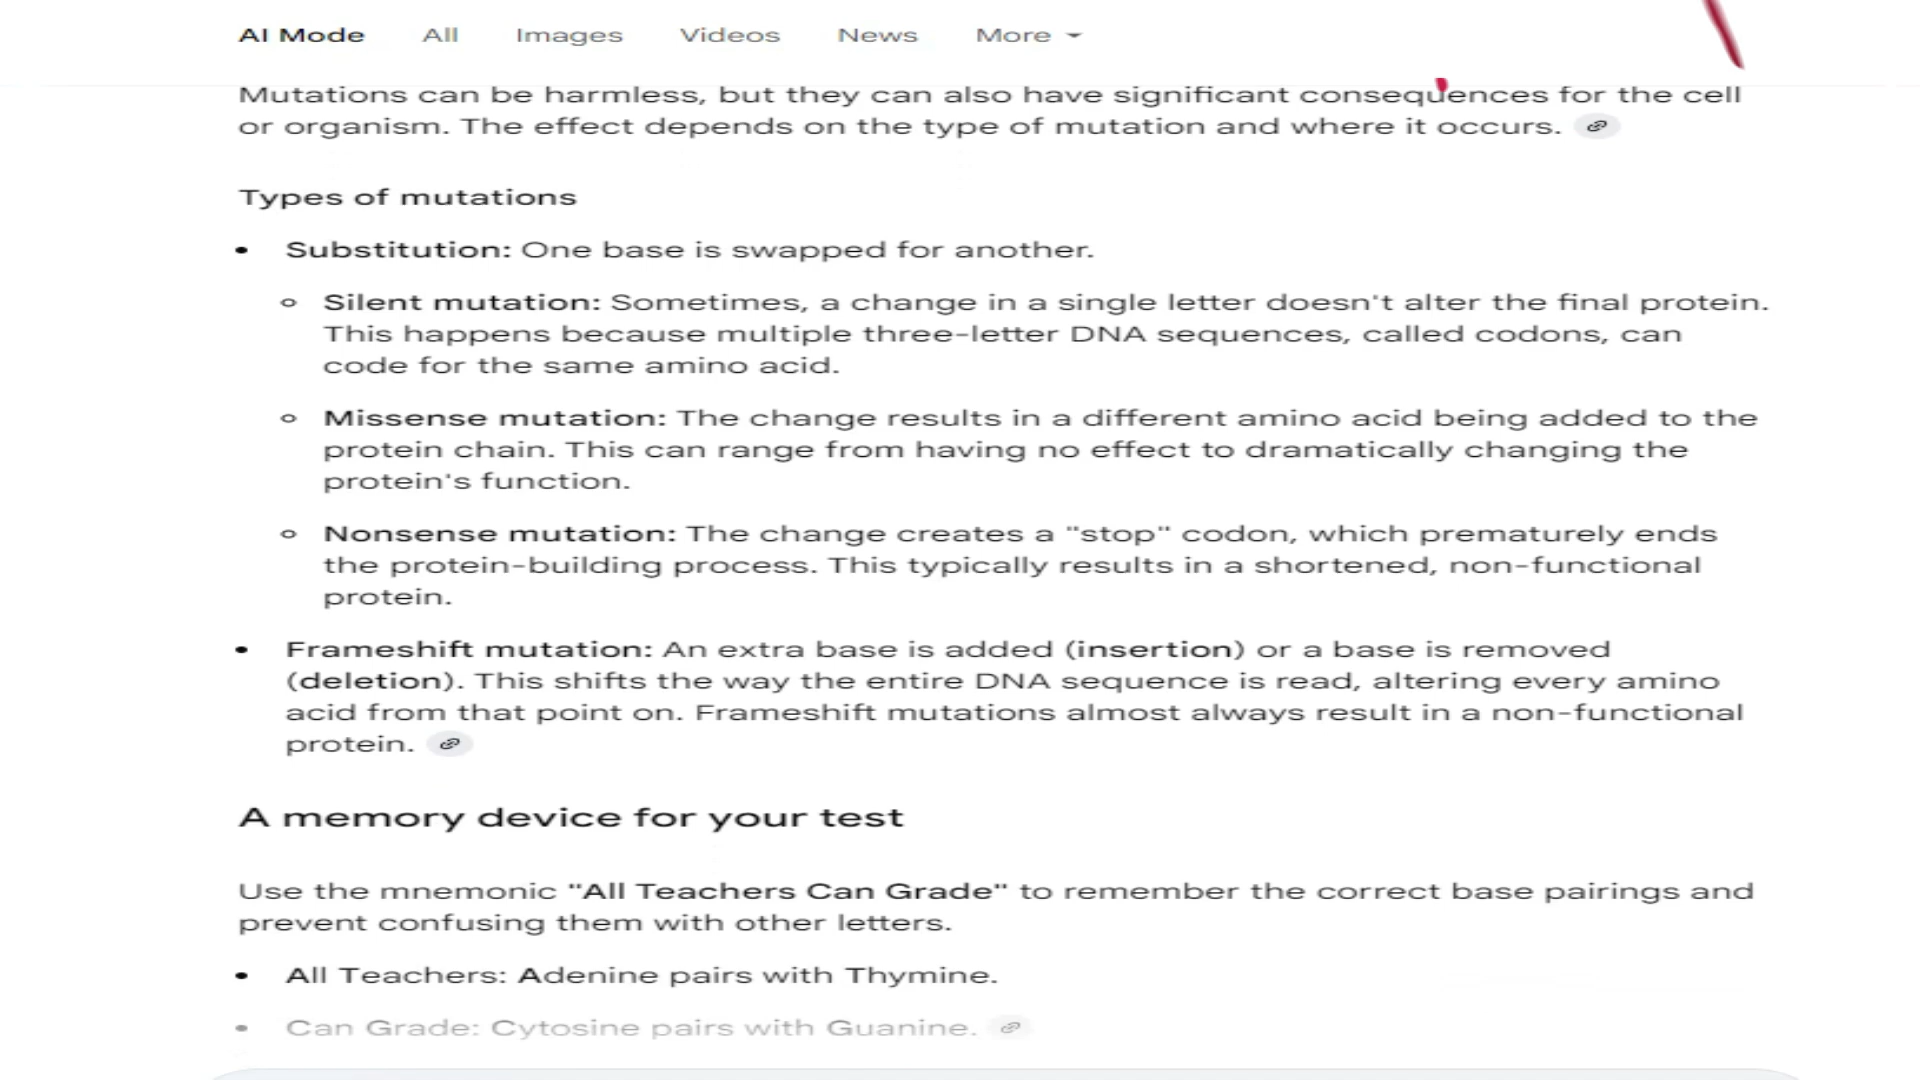 AI Mode All Images Videos News More
Mutations can be harmless, but they can also have significant consequences for the cell
or organism. The effect depends on the type of mutation and where it occurs.
Types of mutations
• Substitution: One base is swapped for another.
◦ Silent mutation: Sometimes, a change in a single letter doesn't alter the final protein.
This happens because multiple three-letter DNA sequences, called codons, can
code for the same amino acid.
◦ Missense mutation: The change results in a different amino acid being added to the
protein chain. This can range from having no effect to dramatically changing the
protein's function.
◦ Nonsense mutation: The change creates a "stop" codon, which prematurely ends
the protein-building process. This typically results in a shortened, non-functional
protein.
• Frameshift mutation: An extra base is added (insertion) or a base is removed
(deletion). This shifts the way the entire DNA sequence is read, altering every amino
acid from that point on. Frameshift mutations almost always result in a non-functional
protein.
A memory device for your test
Use the mnemonic "All Teachers Can Grade" to remember the correct base pairings and
prevent confusing them with other letters.
• All Teachers: Adenine pairs with Thymine.
• Can Grade: Cytosine pairs with Guanine.